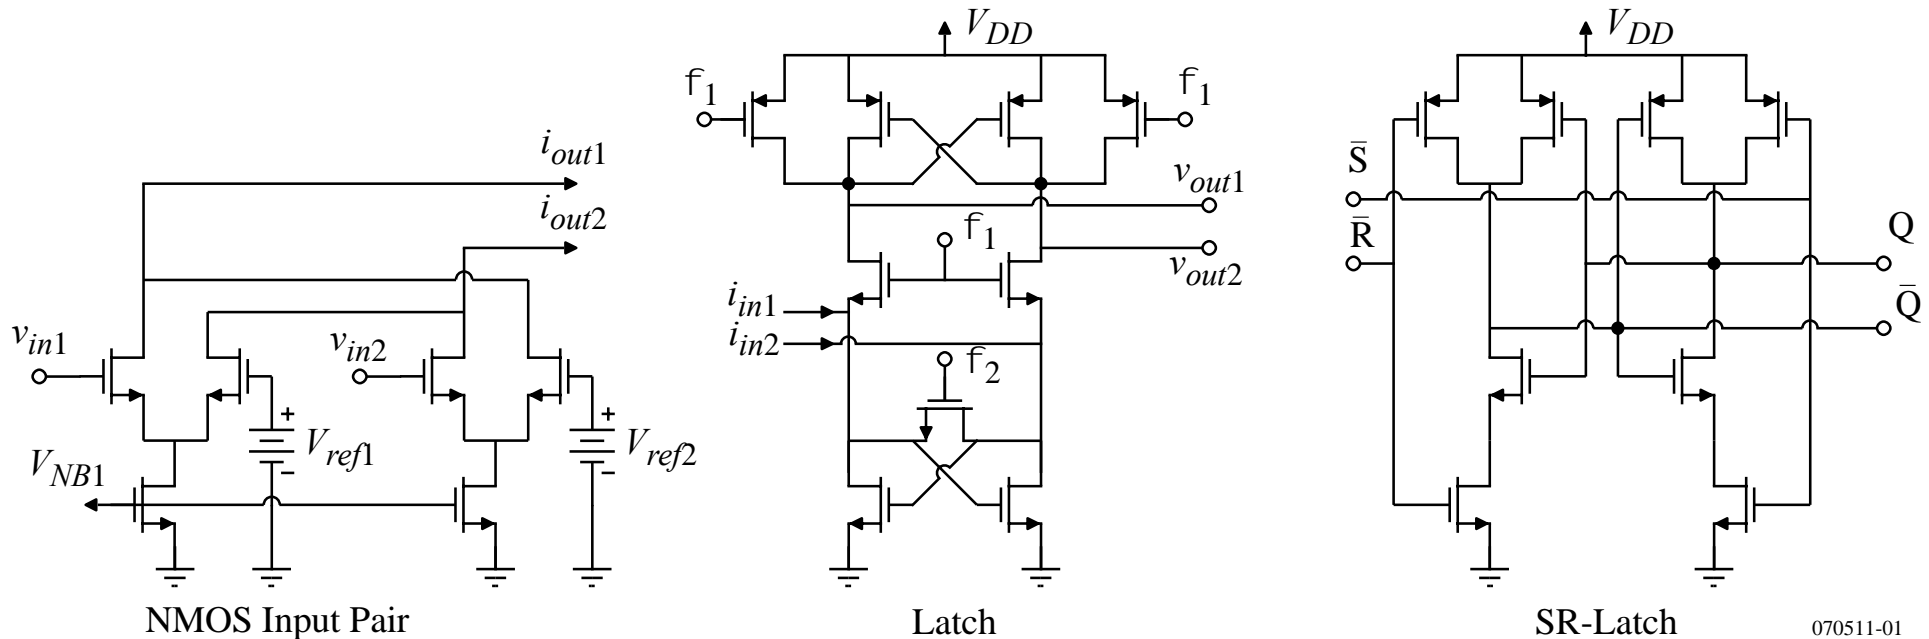 V_DD
V_DD
f_1
f_1
i_out1
S̅
v_out1
i_out2
R̅
f_1
Q
v_out2
i_in1
Q̅
v_in1
v_in2
i_in2
f_2
+
+
V_ref1
V_ref2
V_NB1
−
−
NMOS Input Pair
Latch
SR-Latch
070511-01